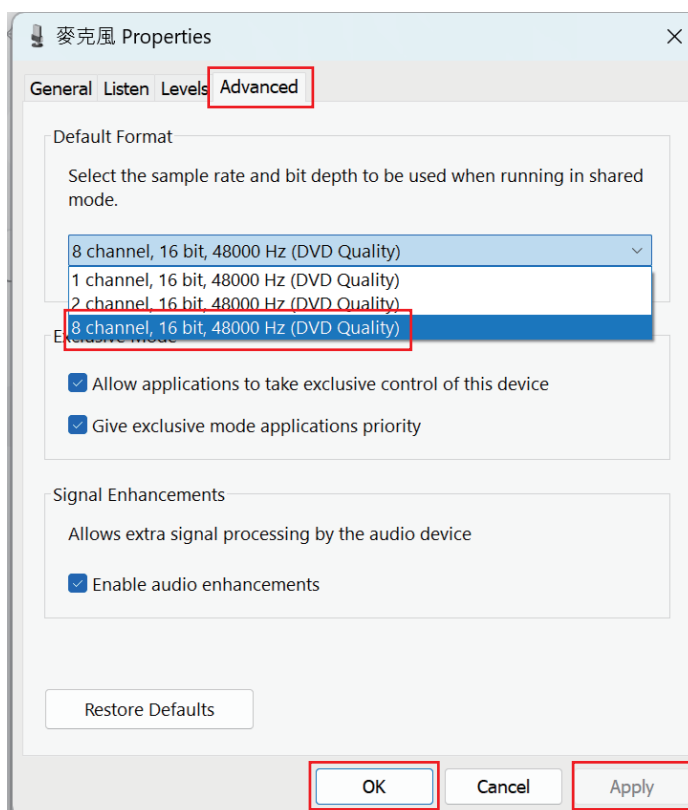 麥克風 Properties
General Listen Levels Advanced
Default Format
Select the sample rate and bit depth to be used when running in shared
mode.
8 channel, 16 bit, 48000 Hz (DVD Quality)
1 channel, 16 bit, 48000 Hz (DVD Quality)
2 channel, 16 bit, 48000 Hz (DVD Quality)
8 channel, 16 bit, 48000 Hz (DVD Quality)
Exclusive Mode
Allow applications to take exclusive control of this device
Give exclusive mode applications priority
Signal Enhancements
Allows extra signal processing by the audio device
Enable audio enhancements
Restore Defaults
OK Cancel Apply